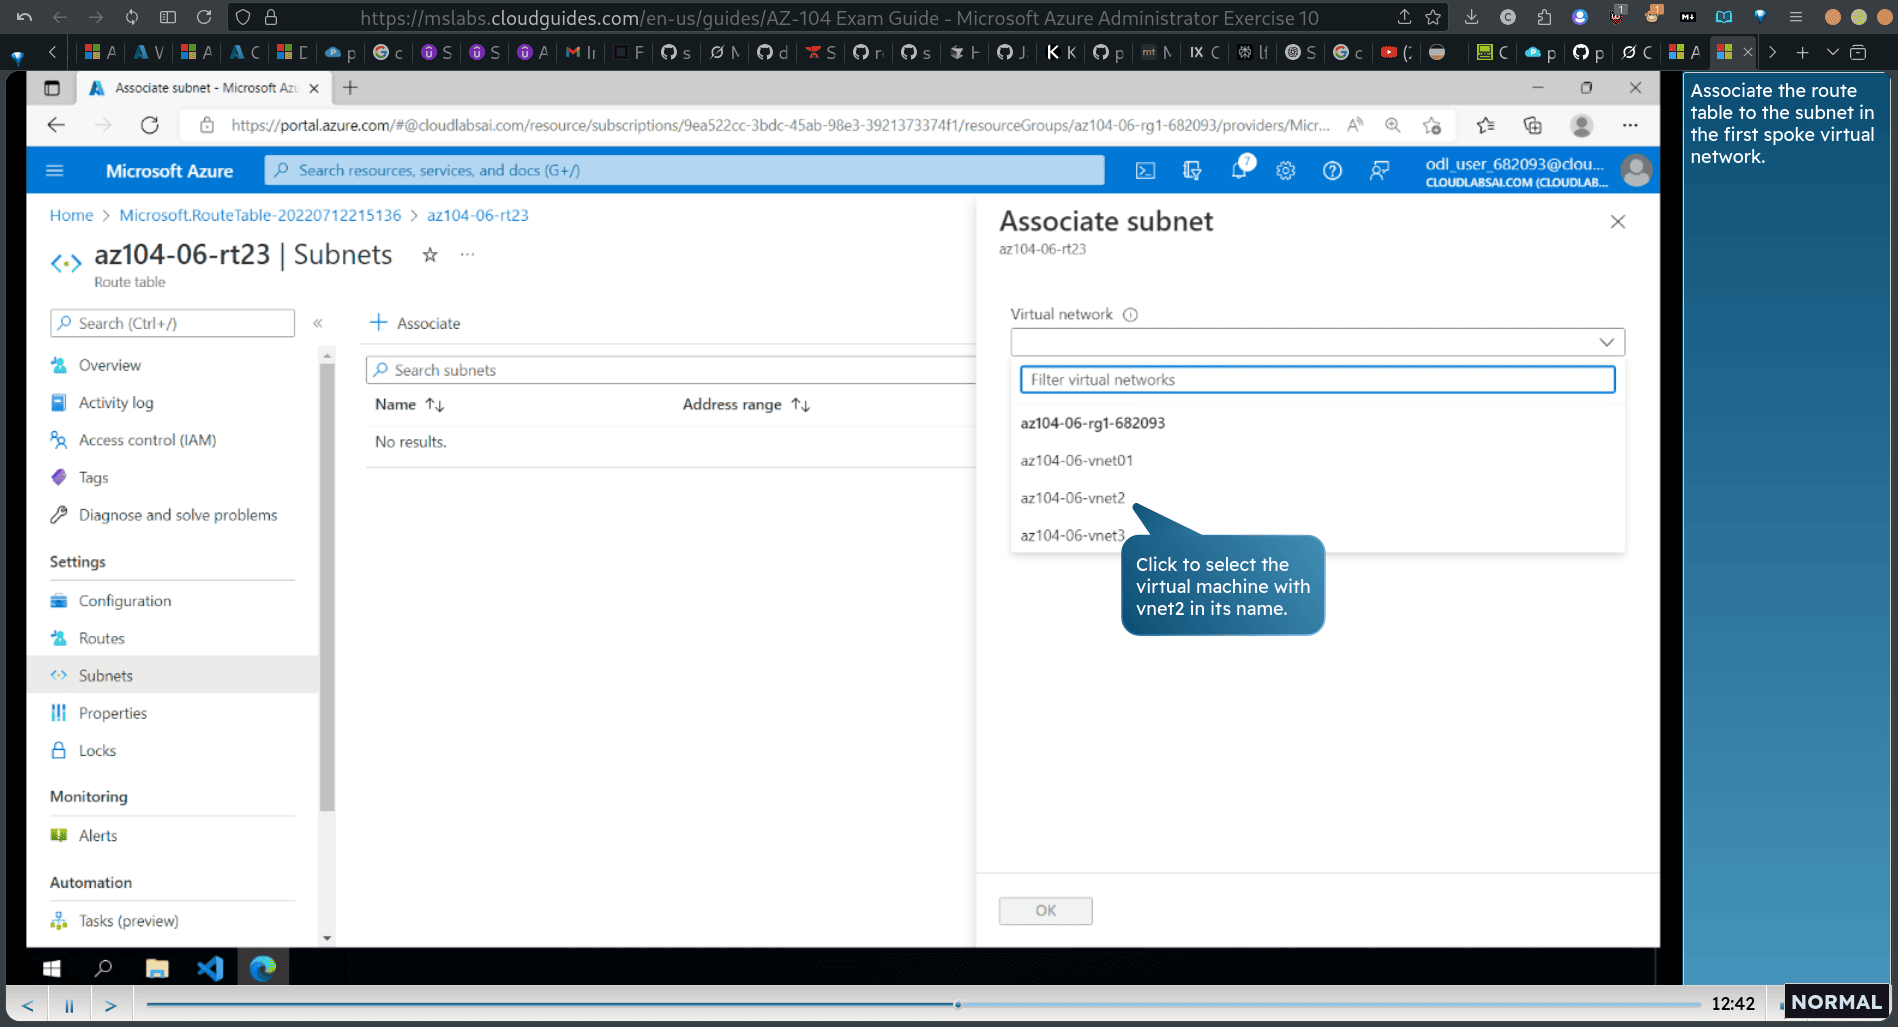 https://mslabs.cloudguides.com/en-us/guides/AZ-104 Exam Guide - Microsoft Azure Administrator Exercise 10
Associate subnet - Microsoft Azu
https://portal.azure.com/#@cloudlabsai.com/resource/subscriptions/9ea522cc-3bdc-45ab-98e3-3921373374f1/resourceGroups/az104-06-rg1-682093/providers/Micr...
Microsoft Azure
Search resources, services, and docs (G+/)
7
odl_user_682093@clou...
CLOUDLABSAI.COM (CLOUDLAB...
Home > Microsoft.RouteTable-20220712215136 > az104-06-rt23
az104-06-rt23 | Subnets
Route table
Search (Ctrl+/)
Overview
Activity log
Access control (IAM)
Tags
Diagnose and solve problems
Settings
Configuration
Routes
Subnets
Properties
Locks
Monitoring
Alerts
Automation
Tasks (preview)
Associate
Search subnets
Name
Address range
No results.
Associate subnet
az104-06-rt23
Virtual network
Filter virtual networks
az104-06-rg1-682093
az104-06-vnet01
az104-06-vnet2
az104-06-vnet3
Click to select the
virtual machine with
vnet2 in its name.
OK
Associate the route
table to the subnet in
the first spoke virtual
network.
12:42
NORMAL